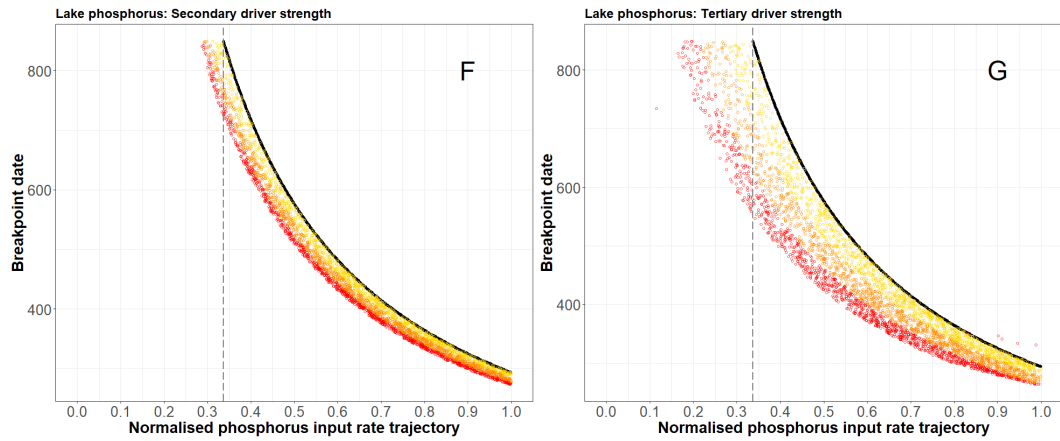 Lake phosphorus: Secondary driver strength
F
800
600
400
Breakpoint date
0.0 0.1 0.2 0.3 0.4 0.5 0.6 0.7 0.8 0.9 1.0
Normalised phosphorus input rate trajectory
Lake phosphorus: Tertiary driver strength
G
800
600
400
Breakpoint date
0.0 0.1 0.2 0.3 0.4 0.5 0.6 0.7 0.8 0.9 1.0
Normalised phosphorus input rate trajectory